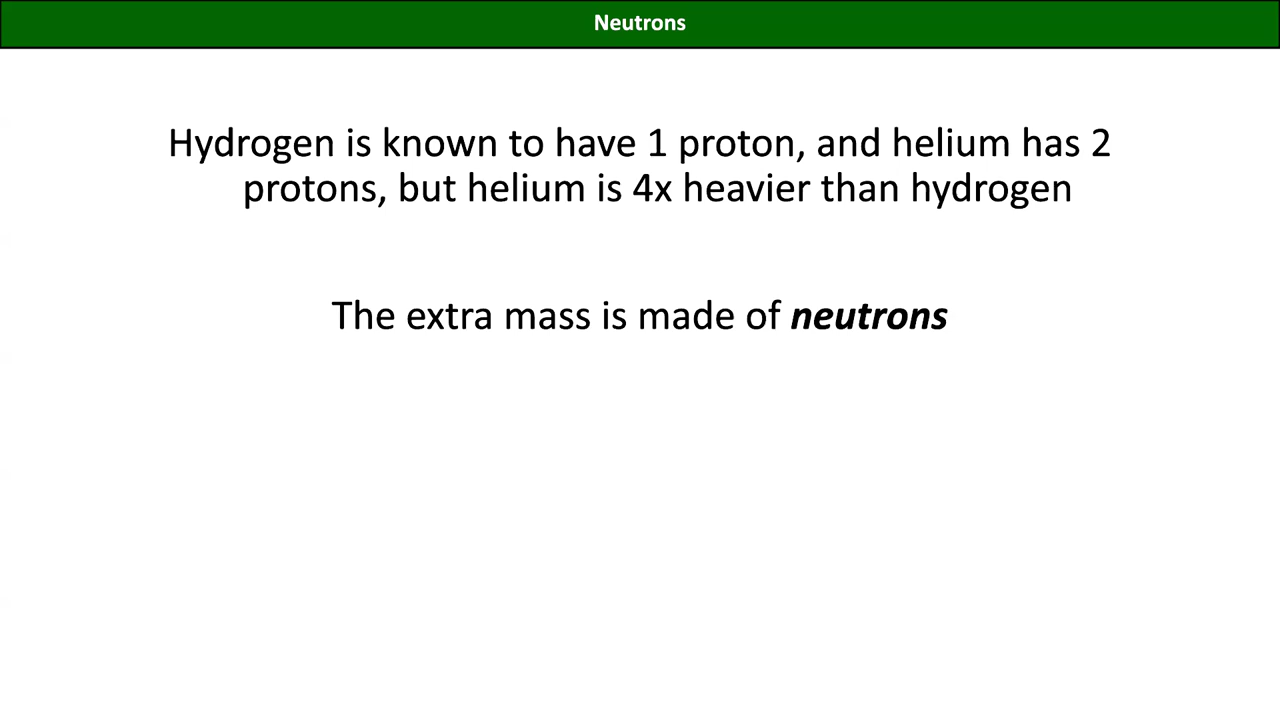 Neutrons
Hydrogen is known to have 1 proton, and helium has 2
protons, but helium is 4x heavier than hydrogen
The extra mass is made of neutrons